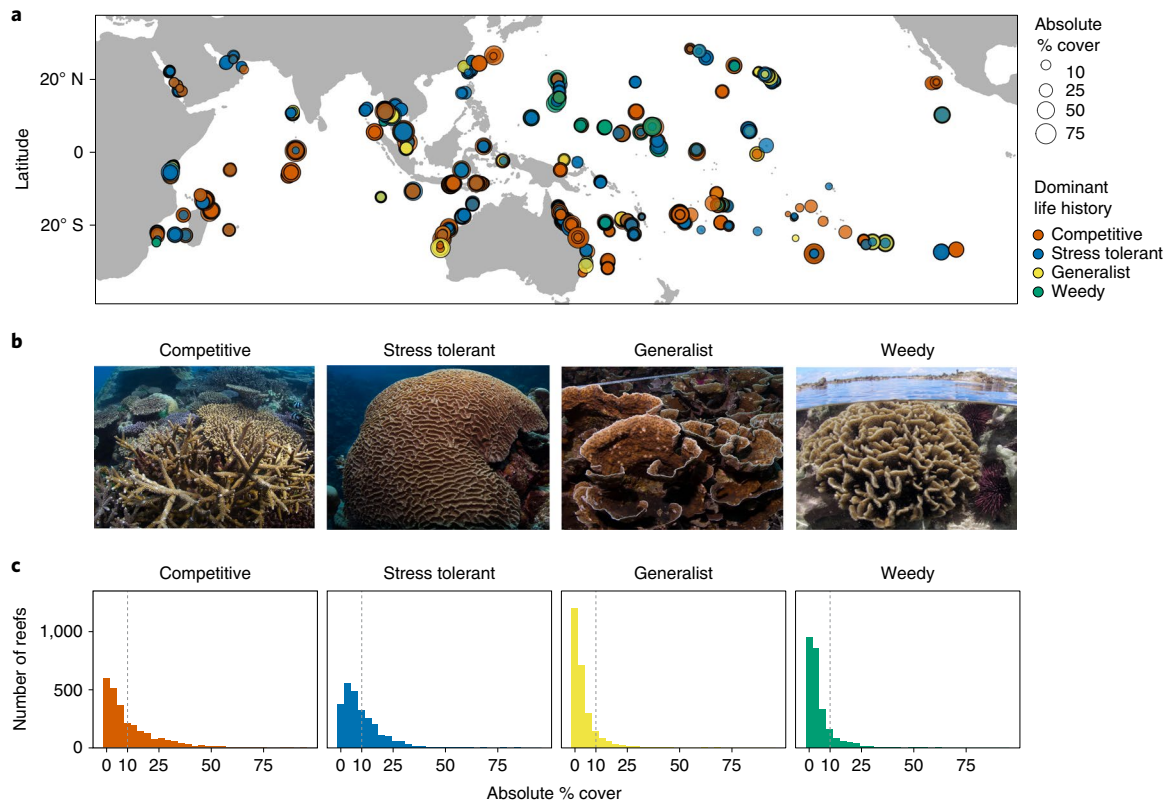 a
20° N
0
20° S
Latitude
Absolute
% cover
10
25
50
75
Dominant
life history
Competitive
Stress tolerant
Generalist
Weedy
b
Competitive
Stress tolerant
Generalist
Weedy
c
Competitive
Stress tolerant
Generalist
Weedy
Number of reefs
1,000
500
0
0 10 25 50 75
0 10 25 50 75
0 10 25 50 75
0 10 25 50 75
Absolute % cover